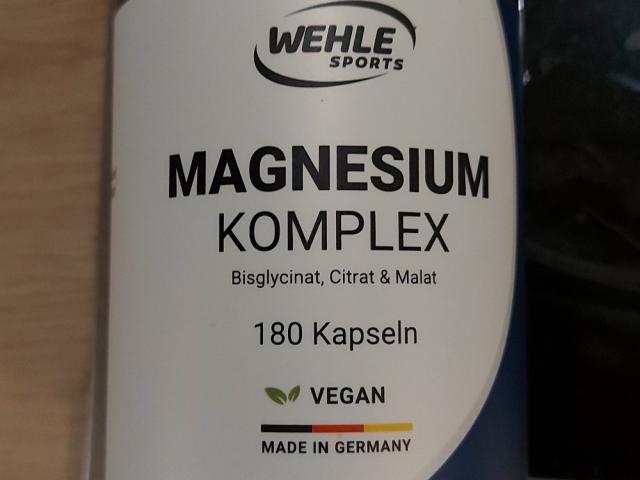 WEHLE
SPORTS
MAGNESIUM
KOMPLEX
Bisglycinat, Citrat & Malat
180 Kapseln
VEGAN
MADE IN GERMANY